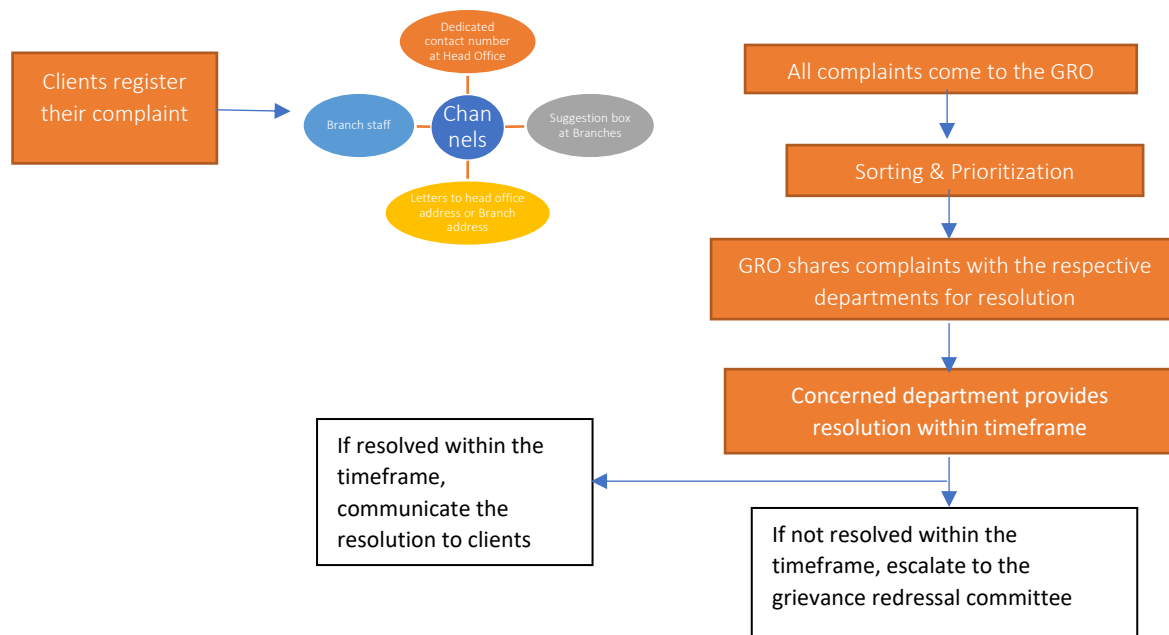 Clients register
their complaint
Dedicated
contact number
at Head Office
Branch staff
Chan
nels
Suggestion box
at Branches
Letters to head office
address or Branch
address
All complaints come to the GRO
Sorting & Prioritization
GRO shares complaints with the respective
departments for resolution
Concerned department provides
resolution within timeframe
If resolved within the
timeframe,
communicate the
resolution to clients
If not resolved within the
timeframe, escalate to the
grievance redressal committee